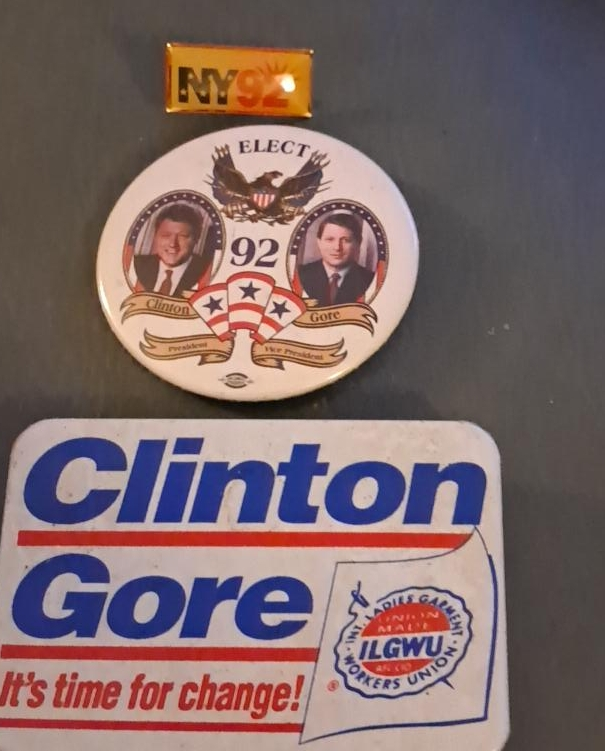 NY92
ELECT
92
Clinton
Gore
President
Vice President
Clinton
Gore
It's time for change!
INT. LADIES GARMENT
WORKERS UNION
UNION
MADE
ILGWU
AFL-CIO
®